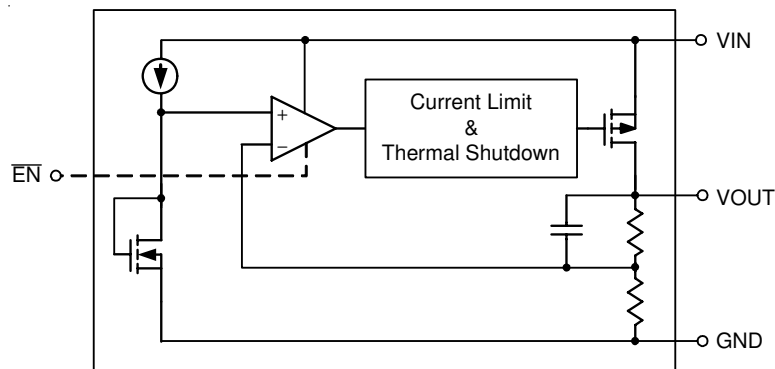 VIN
Current Limit
&
Thermal Shutdown
+
−
EN
VOUT
GND